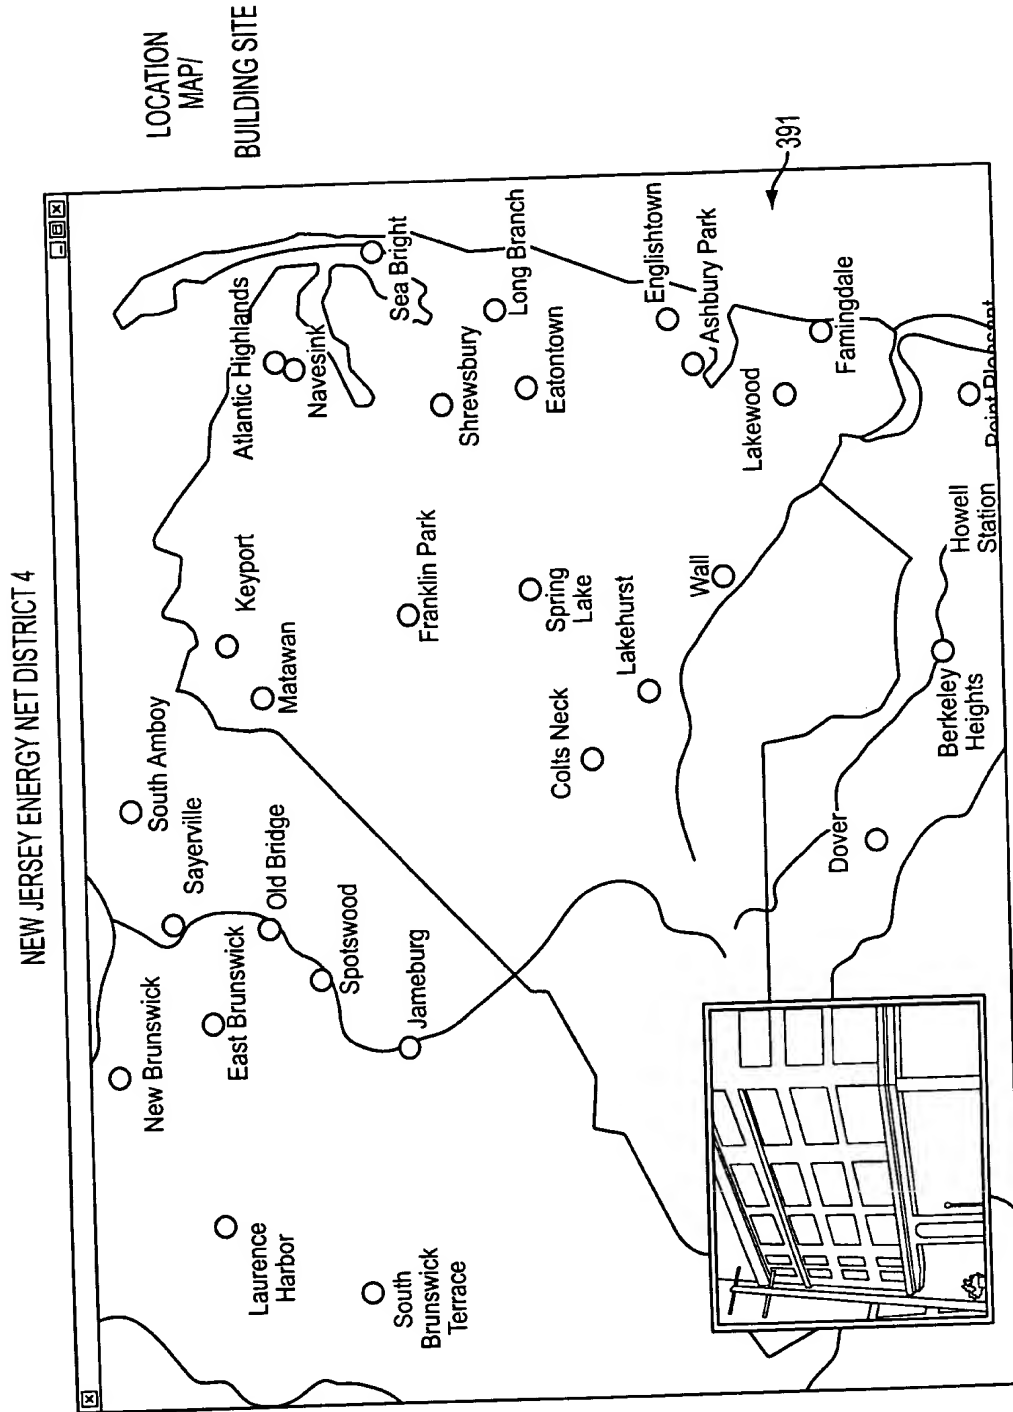 NEW JERSEY ENERGY NET DISTRICT 4
LOCATION
MAP/
BUILDING SITE
New Brunswick
South Amboy
Sayerville
Laurence
Harbor
East Brunswick
Old Bridge
Keyport
Matawan
Atlantic Highlands
Navesink
Spotswood
Sea Bright
South
Brunswick
Terrace
Jameburg
Franklin Park
Shrewsbury
Long Branch
Eatontown
Spring
Lake
Colts Neck
Lakehurst
Englishtown
Ashbury Park
Wall
Lakewood
391
Famingdale
Dover
Berkeley
Heights
Howell
Station
Point Pleasant